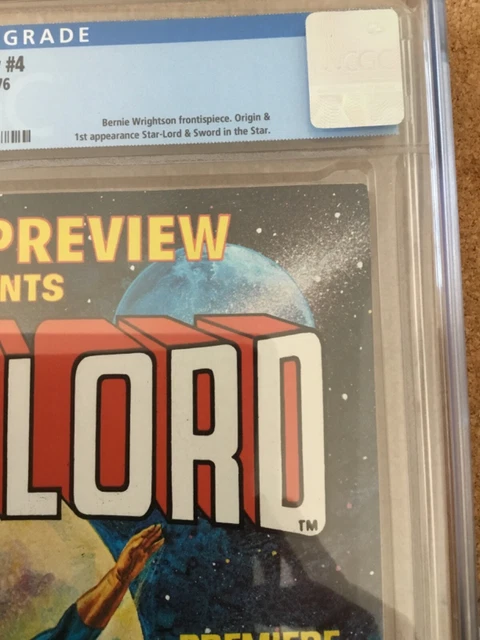 GRADE
#4
76
Bernie Wrightson frontispiece. Origin &
1st appearance Star-Lord & Sword in the Star.
CGC
PREVIEW
NTS
LORD
TM
PREMIERE